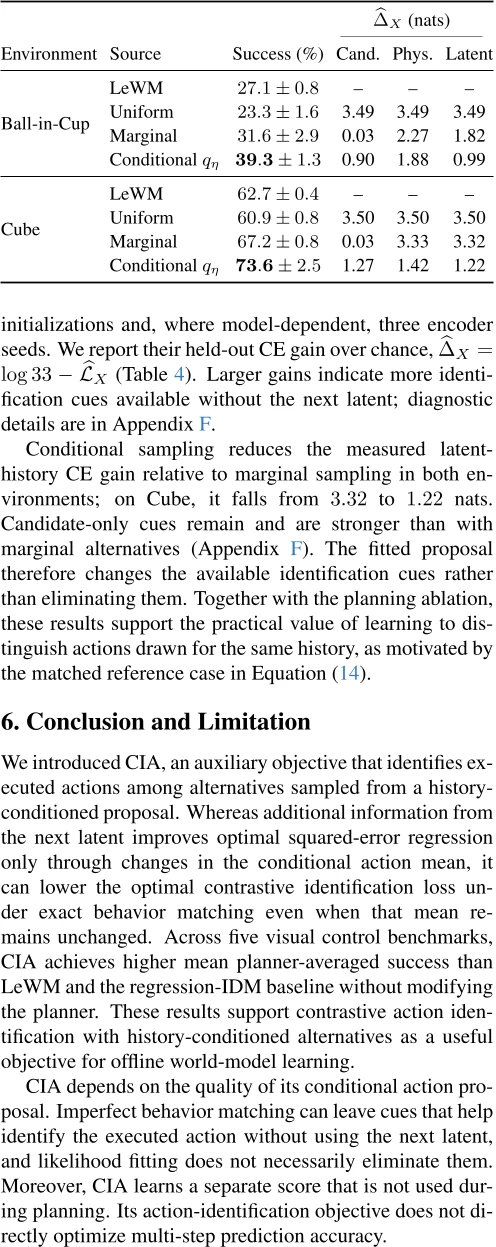 Δ̂_X (nats)
Environment Source Success (%) Cand. Phys. Latent
Ball-in-Cup
LeWM 27.1 ± 0.8 – – –
Uniform 23.3 ± 1.6 3.49 3.49 3.49
Marginal 31.6 ± 2.9 0.03 2.27 1.82
Conditional q_η 39.3 ± 1.3 0.90 1.88 0.99
Cube
LeWM 62.7 ± 0.4 – – –
Uniform 60.9 ± 0.8 3.50 3.50 3.50
Marginal 67.2 ± 0.8 0.03 3.33 3.32
Conditional q_η 73.6 ± 2.5 1.27 1.42 1.22
initializations and, where model-dependent, three encoder
seeds. We report their held-out CE gain over chance, Δ̂_X =
log 33 − L̂_X (Table 4). Larger gains indicate more identi-
fication cues available without the next latent; diagnostic
details are in Appendix F.
Conditional sampling reduces the measured latent-
history CE gain relative to marginal sampling in both en-
vironments; on Cube, it falls from 3.32 to 1.22 nats.
Candidate-only cues remain and are stronger than with
marginal alternatives (Appendix F). The fitted proposal
therefore changes the available identification cues rather
than eliminating them. Together with the planning ablation,
these results support the practical value of learning to dis-
tinguish actions drawn for the same history, as motivated by
the matched reference case in Equation (14).
6. Conclusion and Limitation
We introduced CIA, an auxiliary objective that identifies ex-
ecuted actions among alternatives sampled from a history-
conditioned proposal. Whereas additional information from
the next latent improves optimal squared-error regression
only through changes in the conditional action mean, it
can lower the optimal contrastive identification loss un-
der exact behavior matching even when that mean re-
mains unchanged. Across five visual control benchmarks,
CIA achieves higher mean planner-averaged success than
LeWM and the regression-IDM baseline without modifying
the planner. These results support contrastive action iden-
tification with history-conditioned alternatives as a useful
objective for offline world-model learning.
CIA depends on the quality of its conditional action pro-
posal. Imperfect behavior matching can leave cues that help
identify the executed action without using the next latent,
and likelihood fitting does not necessarily eliminate them.
Moreover, CIA learns a separate score that is not used dur-
ing planning. Its action-identification objective does not di-
rectly optimize multi-step prediction accuracy.